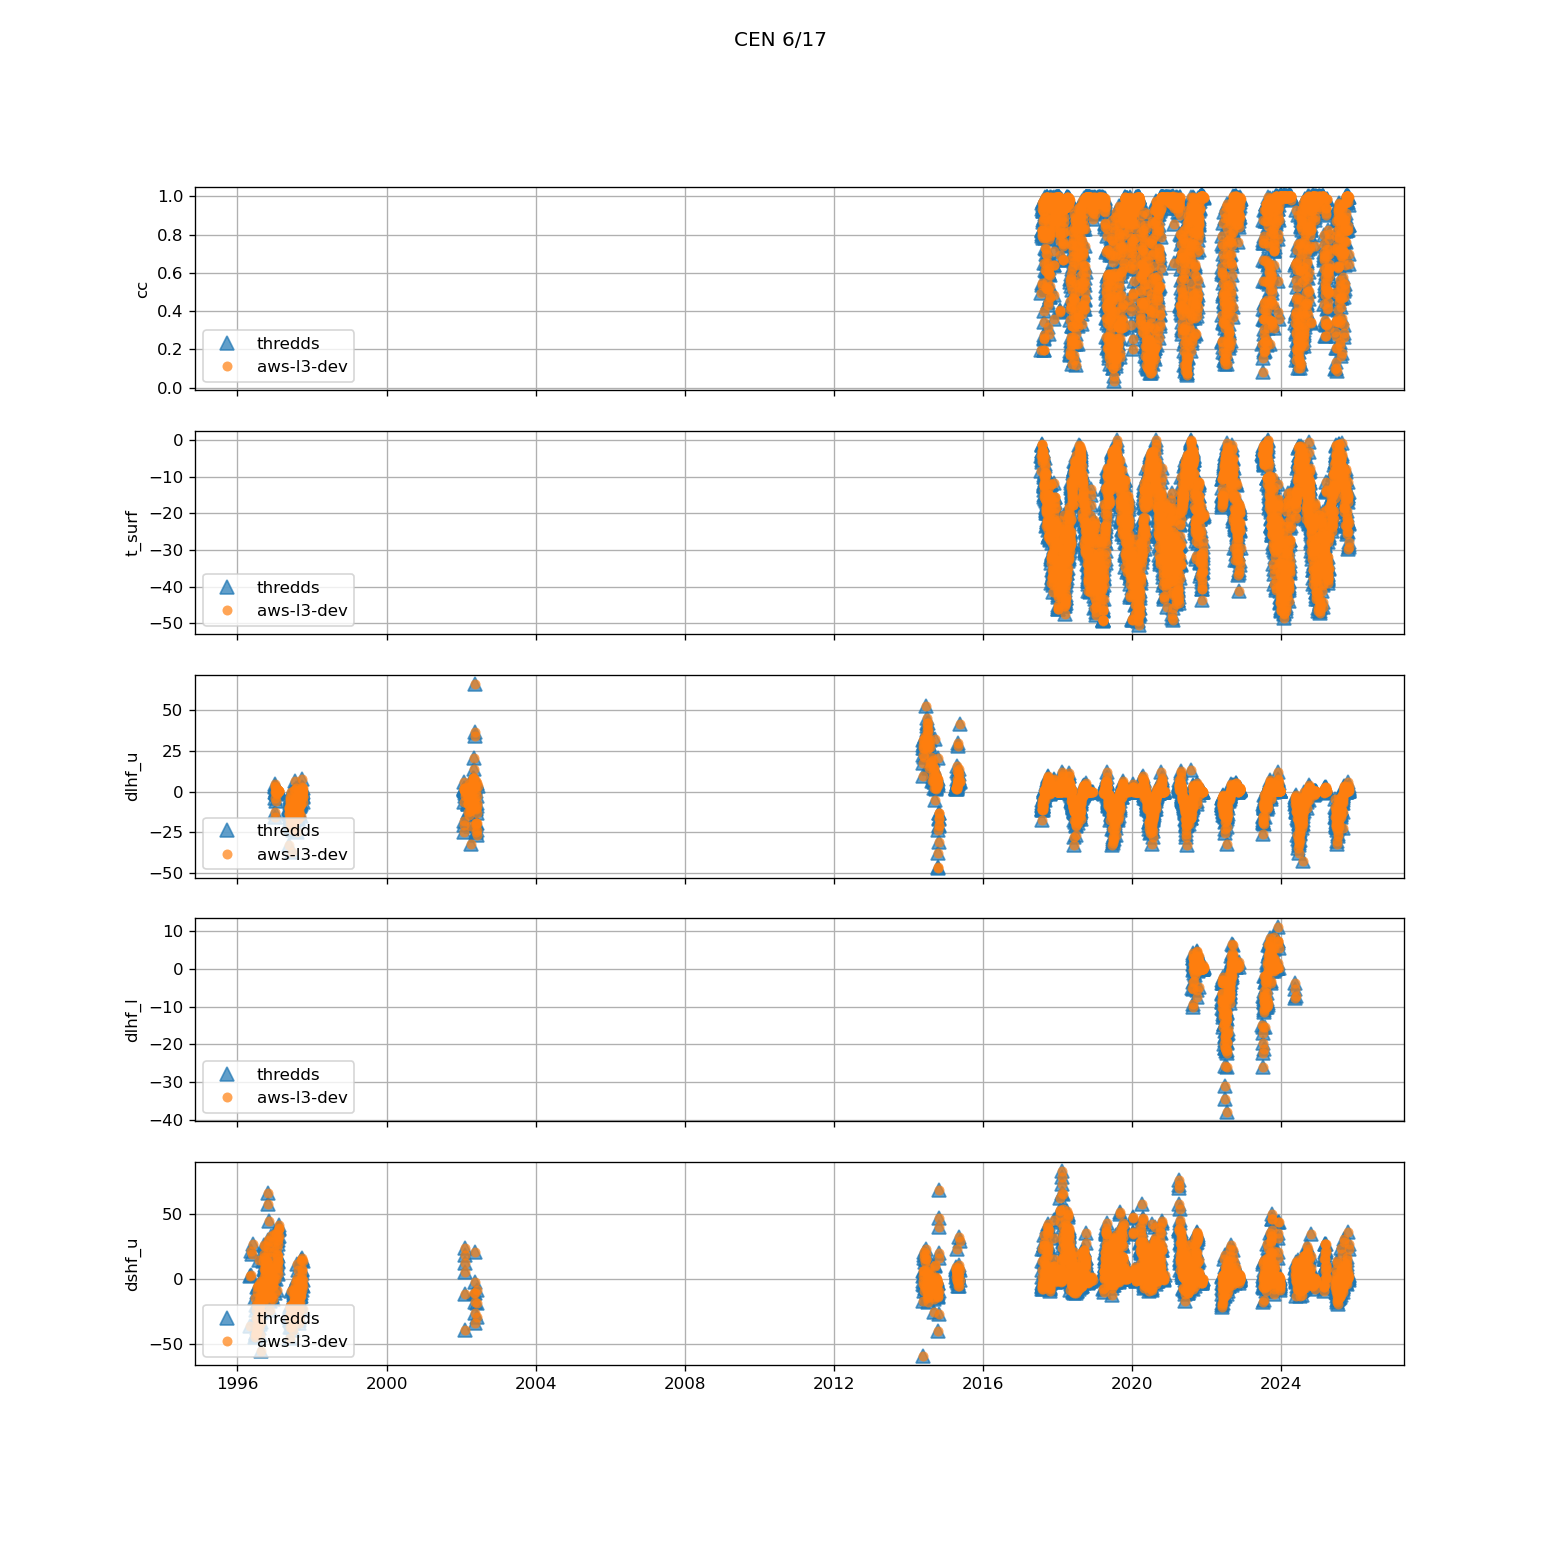 CEN 6/17
1.0
0.8
0.6
0.4
0.2
0.0
cc
thredds
aws-l3-dev
0
−10
−20
−30
−40
−50
t_surf
thredds
aws-l3-dev
50
25
0
−25
−50
dlhf_u
thredds
aws-l3-dev
10
0
−10
−20
−30
−40
dlhf_l
thredds
aws-l3-dev
50
0
−50
dshf_u
thredds
aws-l3-dev
1996 2000 2004 2008 2012 2016 2020 2024